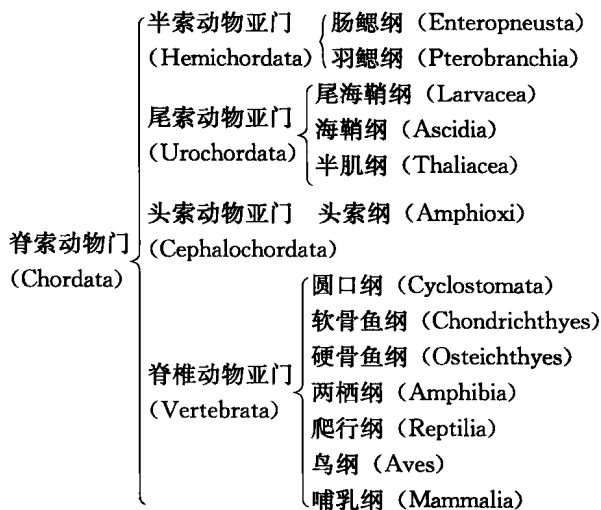 半索动物亚门
(Hemichordata)
肠鳃纲 (Enteropneusta)
羽鳃纲 (Pterobranchia)
尾索动物亚门
(Urochordata)
尾海鞘纲 (Larvacea)
海鞘纲 (Ascidia)
半肌纲 (Thaliacea)
脊索动物门
(Chordata)
头索动物亚门 头索纲 (Amphioxi)
(Cephalochordata)
脊椎动物亚门
(Vertebrata)
圆口纲 (Cyclostomata)
软骨鱼纲 (Chondrichthyes)
硬骨鱼纲 (Osteichthyes)
两栖纲 (Amphibia)
爬行纲 (Reptilia)
鸟纲 (Aves)
哺乳纲 (Mammalia)